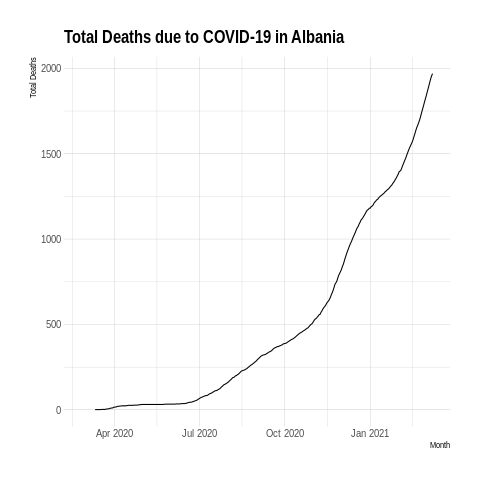 Total Deaths due to COVID-19 in Albania
Total Deaths
2000
1500
1000
500
0
Apr 2020 Jul 2020 Oct 2020 Jan 2021
Month